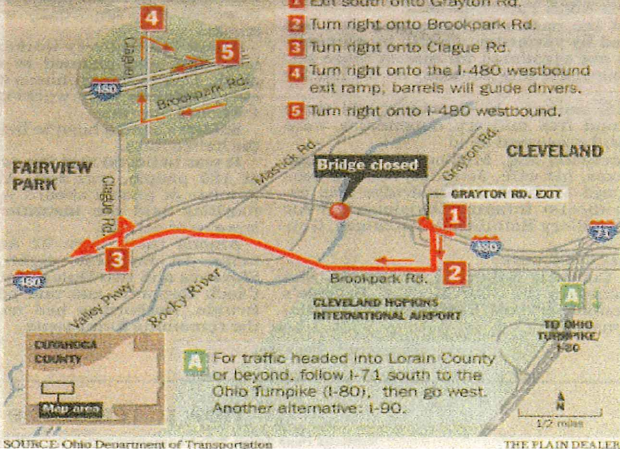 1 Exit south onto Grayton Rd.
2 Turn right onto Brookpark Rd.
3 Turn right onto Clague Rd.
4 Turn right onto the I-480 westbound
exit ramp; barrels will guide drivers.
5 Turn right onto I-480 westbound.
4
Clague
5
480
Brookpark Rd.
Mastick Rd.
Bridge closed
Grayton Rd.
CLEVELAND
FAIRVIEW
PARK
Clague Rd.
GRAYTON RD. EXIT
1
480
71
3
2
Brookpark Rd.
480
Valley Pkwy.
Rocky River
CLEVELAND HOPKINS
INTERNATIONAL AIRPORT
A
TO OHIO
TURNPIKE/
I-80
CUYAHOGA
COUNTY
Map area
A For traffic headed into Lorain County
or beyond, follow I-71 south to the
Ohio Turnpike (I-80), then go west.
Another alternative: I-90.
N
1/2 miles
SOURCE: Ohio Department of Transportation
THE PLAIN DEALER